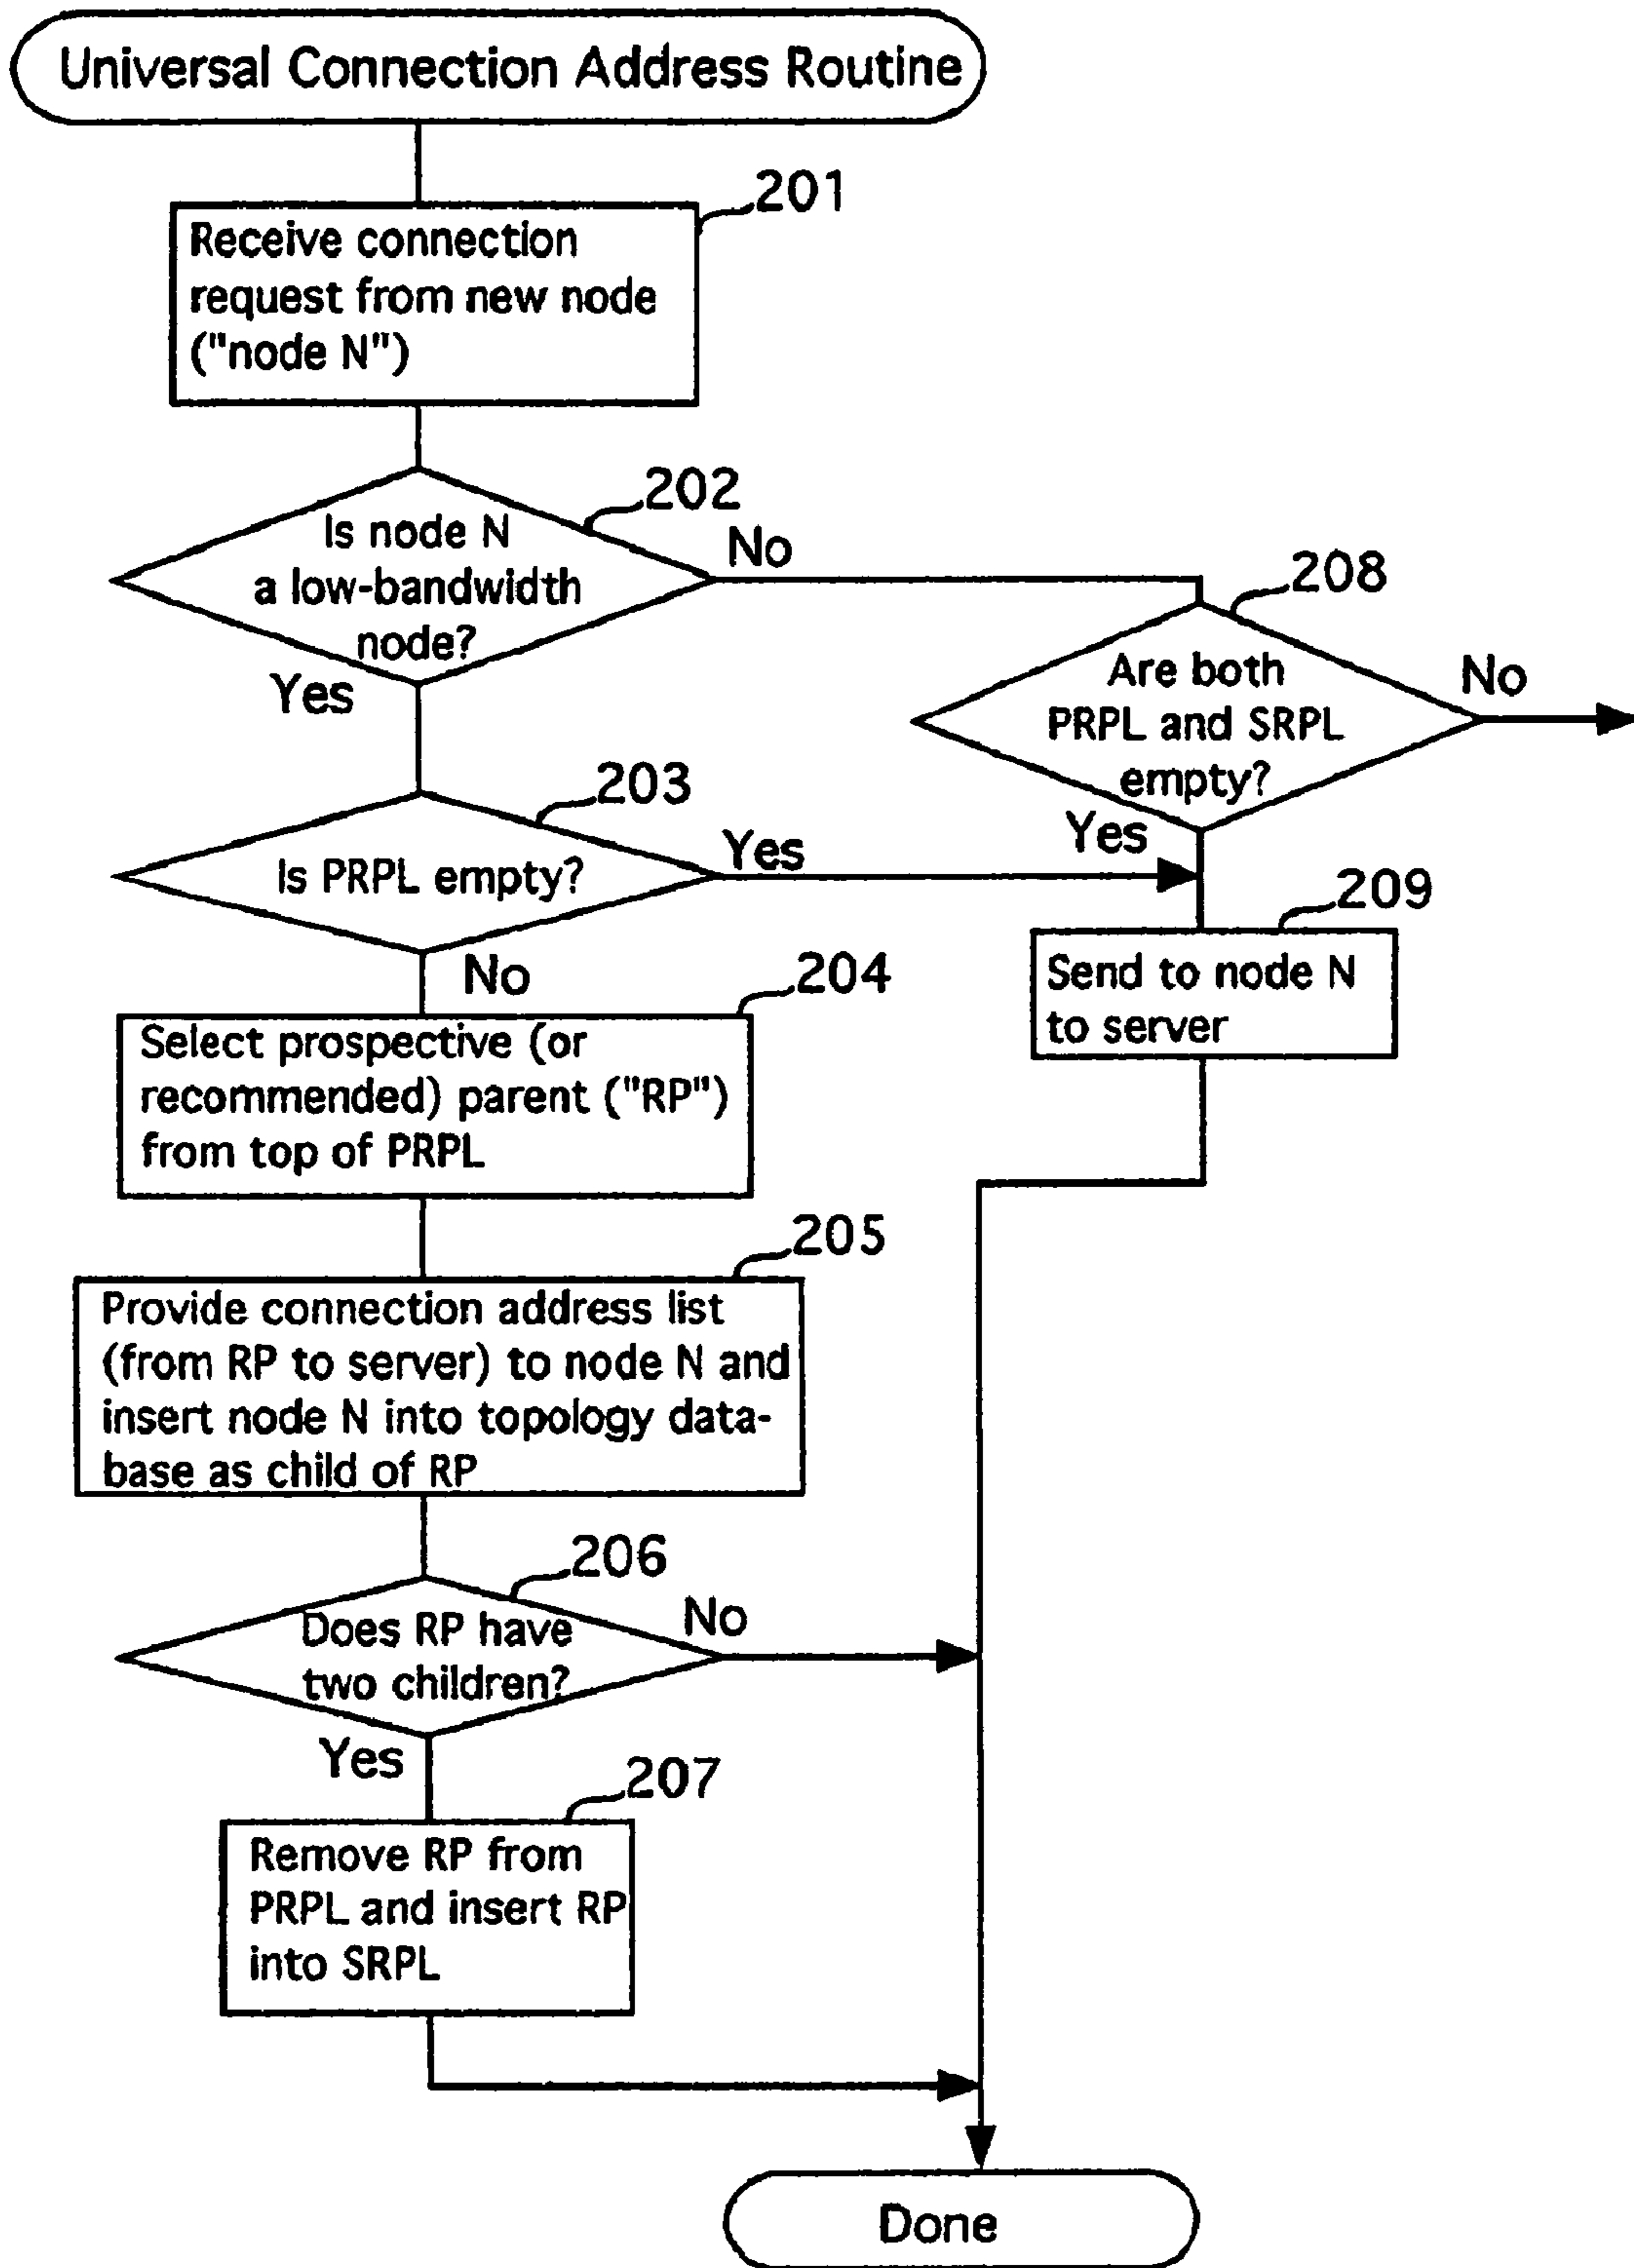 Universal Connection Address Routine
201
Receive connection
request from new node
("node N")
202
Is node N
a low-bandwidth
node?
No
Yes
208
Are both
PRPL and SRPL
empty?
No
Yes
203
Is PRPL empty?
Yes
No
209
Send to node N
to server
204
Select prospective (or
recommended) parent ("RP")
from top of PRPL
205
Provide connection address list
(from RP to server) to node N and
insert node N into topology data-
base as child of RP
206
Does RP have
two children?
No
Yes
207
Remove RP from
PRPL and insert RP
into SRPL
Done